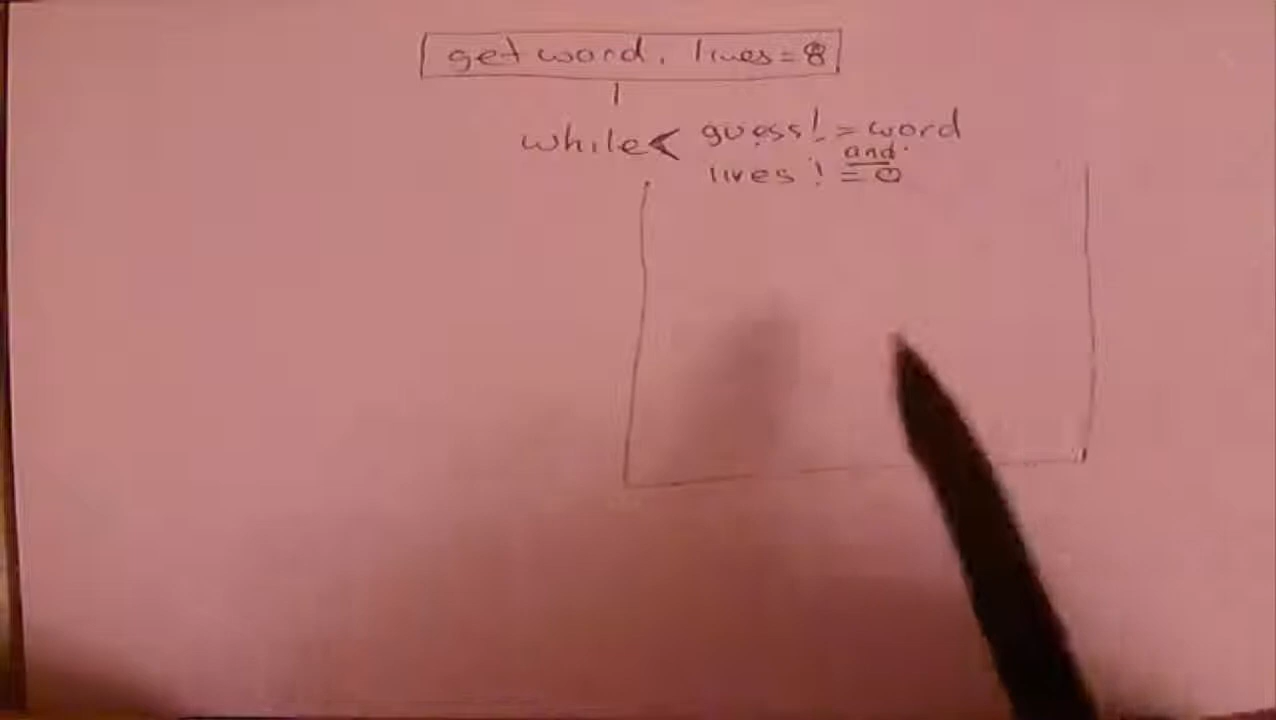 get word, lives = 8
while < guess! = word
and
lives! = 0